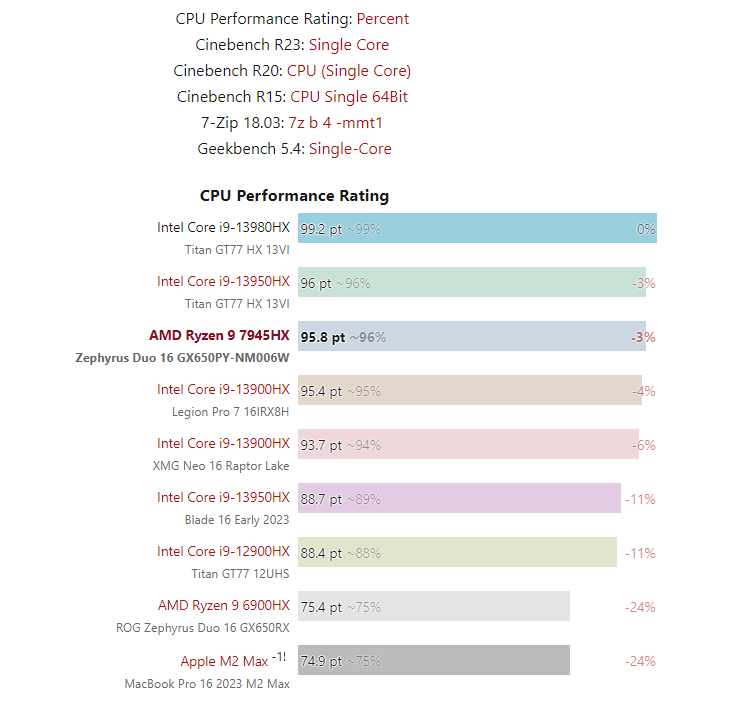 CPU Performance Rating: Percent
Cinebench R23: Single Core
Cinebench R20: CPU (Single Core)
Cinebench R15: CPU Single 64Bit
7-Zip 18.03: 7z b 4 -mmt1
Geekbench 5.4: Single-Core
CPU Performance Rating
Intel Core i9-13980HX 99.2 pt ~99% 0%
Titan GT77 HX 13VI
Intel Core i9-13950HX 96 pt ~96% -3%
Titan GT77 HX 13VI
AMD Ryzen 9 7945HX 95.8 pt ~96% -3%
Zephyrus Duo 16 GX650PY-NM006W
Intel Core i9-13900HX 95.4 pt ~95% -4%
Legion Pro 7 16IRX8H
Intel Core i9-13900HX 93.7 pt ~94% -6%
XMG Neo 16 Raptor Lake
Intel Core i9-13950HX 88.7 pt ~89% -11%
Blade 16 Early 2023
Intel Core i9-12900HX 88.4 pt ~88% -11%
Titan GT77 12UHS
AMD Ryzen 9 6900HX 75.4 pt ~75% -24%
ROG Zephyrus Duo 16 GX650RX
Apple M2 Max -1! 74.9 pt ~75% -24%
MacBook Pro 16 2023 M2 Max